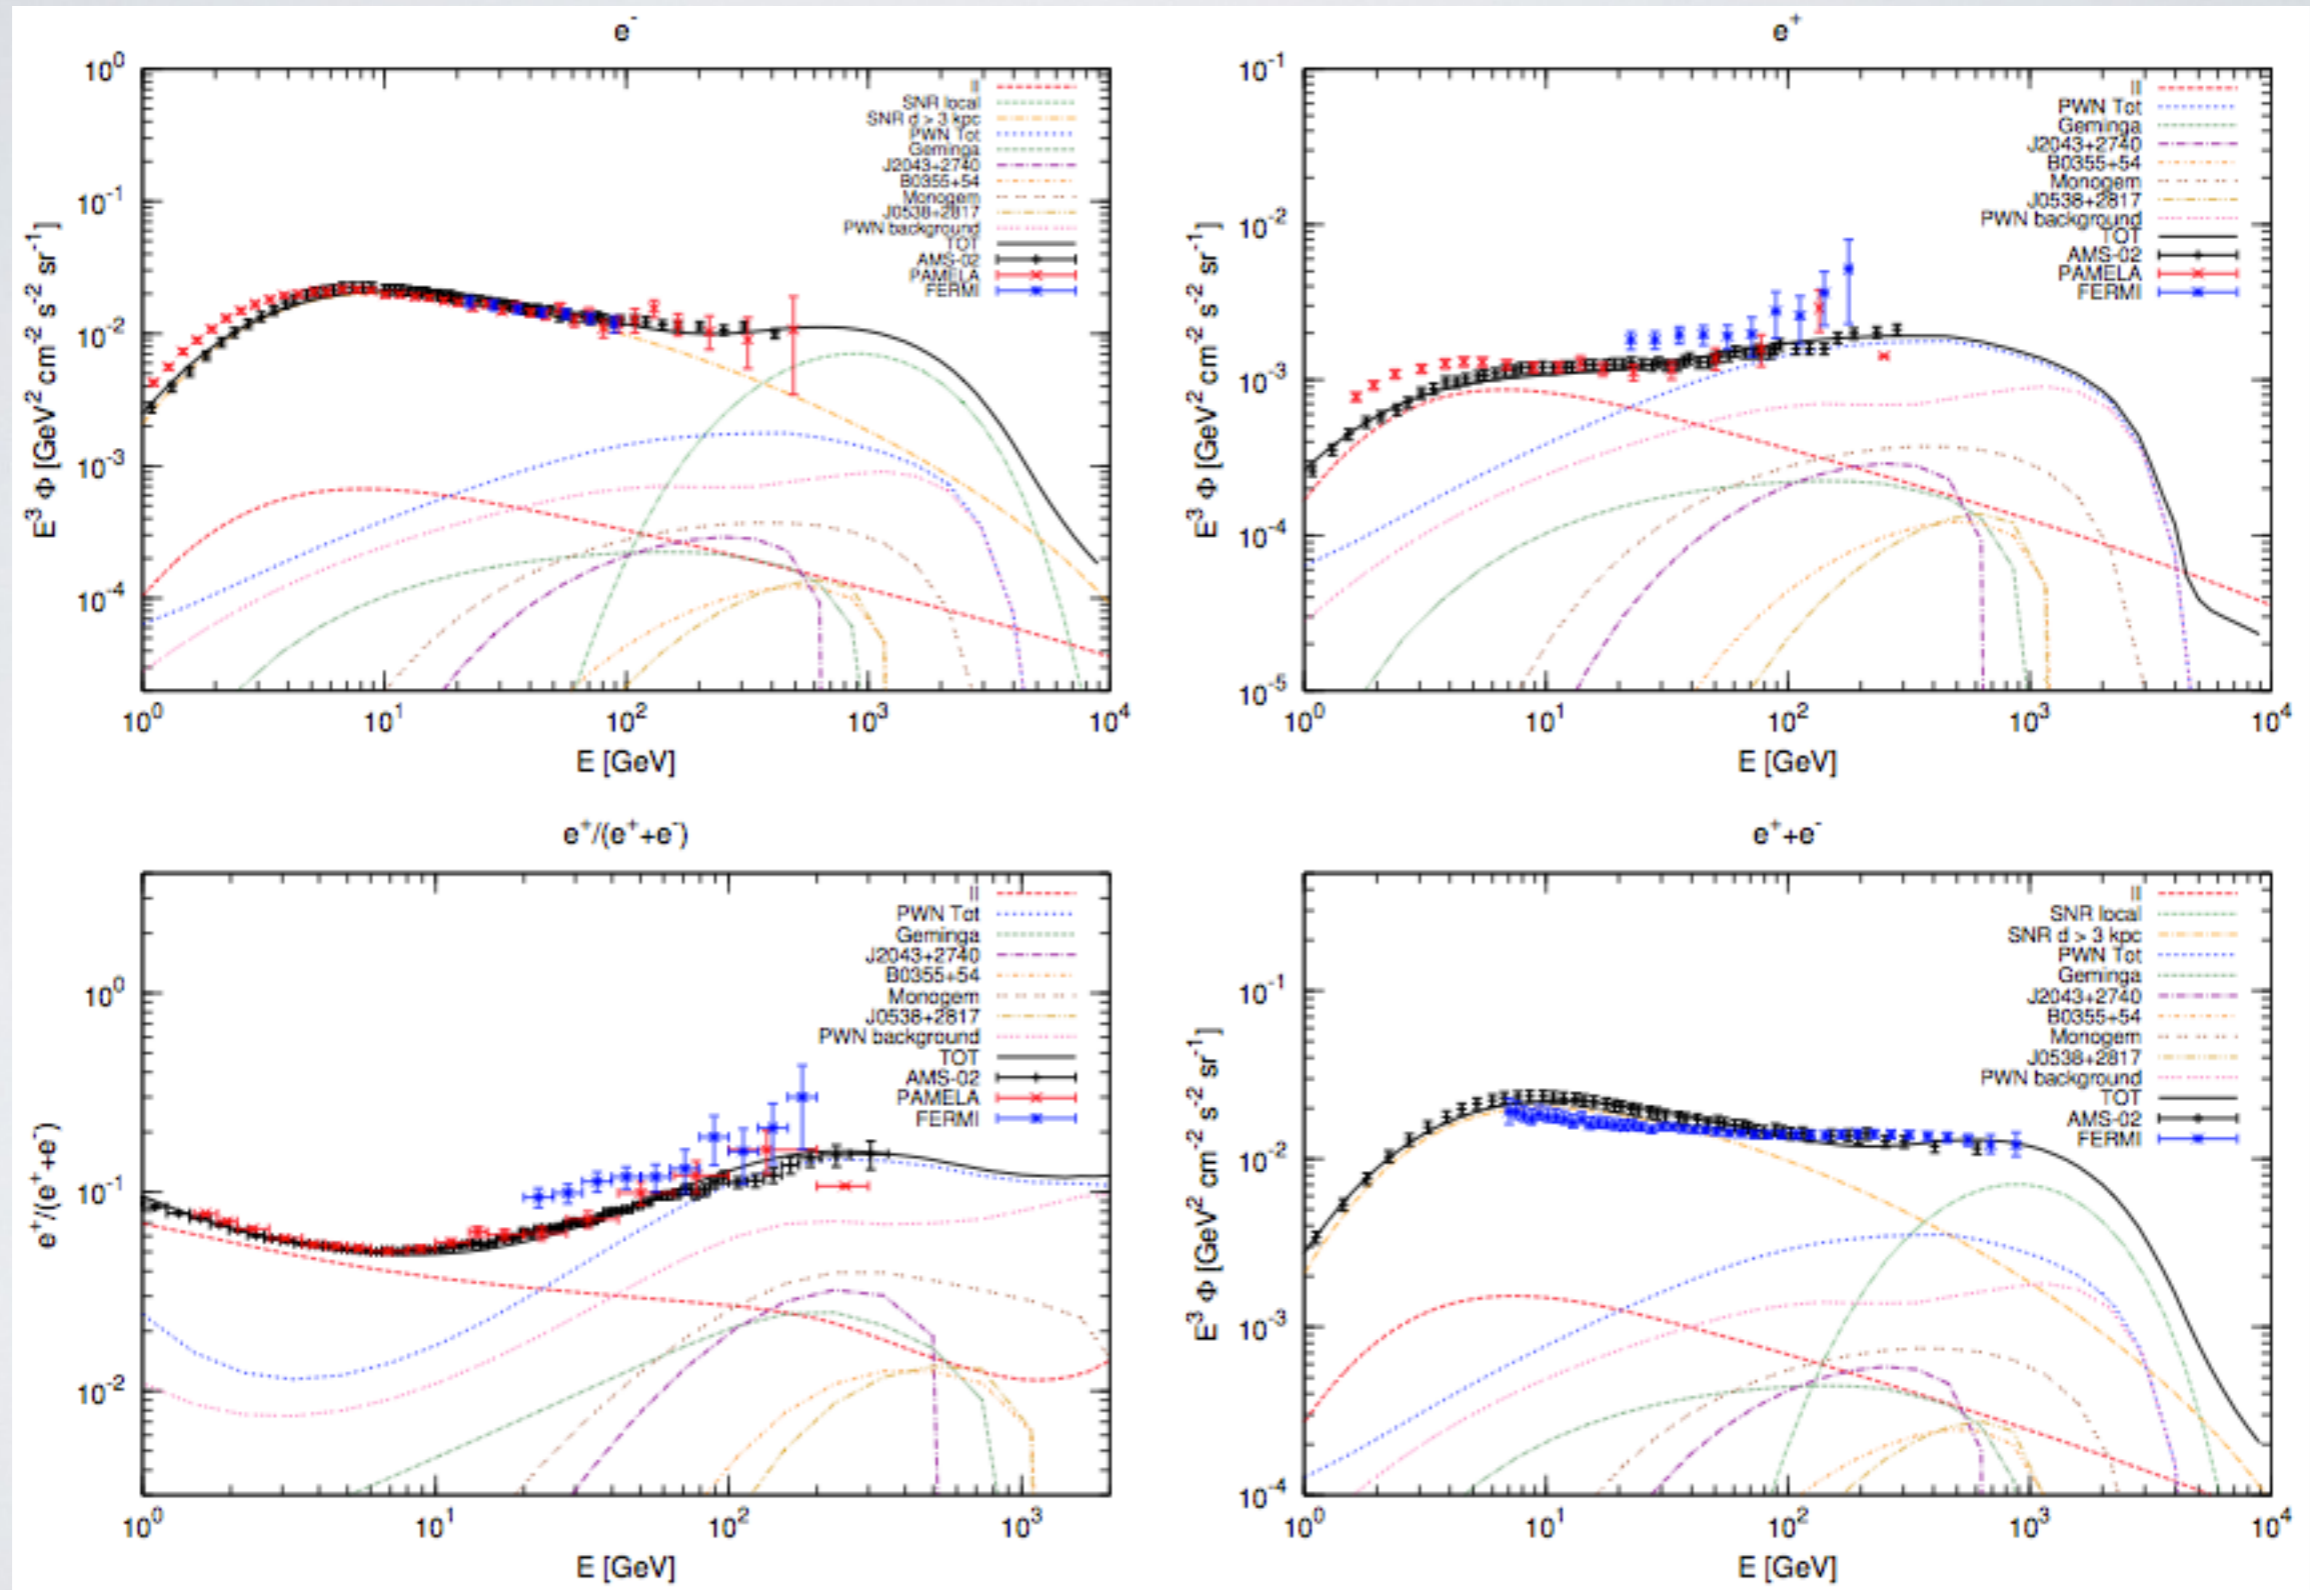 e⁻
10⁰
10⁻¹
10⁻²
10⁻³
10⁻⁴
E³ Φ [GeV² cm⁻² s⁻² sr⁻¹]
II
SNR local
SNR d > 3 kpc
PWN Tot
Geminga
J2043+2740
B0355+54
Monogem
J0538+2817
PWN background
TOT
AMS-02
PAMELA
FERMI
10⁰ 10¹ 10² 10³ 10⁴
E [GeV]
e⁺
10⁻¹
10⁻²
10⁻³
10⁻⁴
10⁻⁵
E³ Φ [GeV² cm⁻² s⁻² sr⁻¹]
II
PWN Tot
Geminga
J2043+2740
B0355+54
Monogem
J0538+2817
PWN background
TOT
AMS-02
PAMELA
FERMI
10⁰ 10¹ 10² 10³ 10⁴
E [GeV]
e⁺/(e⁺+e⁻)
10⁰
10⁻¹
10⁻²
e⁺/(e⁺+e⁻)
II
PWN Tot
Geminga
J2043+2740
B0355+54
Monogem
J0538+2817
PWN background
TOT
AMS-02
PAMELA
FERMI
10⁰ 10¹ 10² 10³
E [GeV]
e⁺+e⁻
10⁻¹
10⁻²
10⁻³
10⁻⁴
E³ Φ [GeV² cm⁻² s⁻² sr⁻¹]
II
SNR local
SNR d > 3 kpc
PWN Tot
Geminga
J2043+2740
B0355+54
Monogem
J0538+2817
PWN background
TOT
AMS-02
FERMI
10⁰ 10¹ 10² 10³ 10⁴
E [GeV]